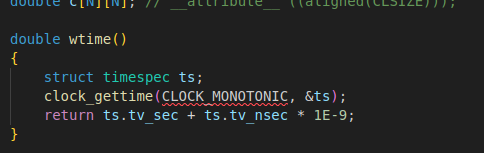 double c[N][N]; // __attribute__ ((aligned(CLSIZE)));
double wtime()
{
struct timespec ts;
clock_gettime(CLOCK_MONOTONIC, &ts);
return ts.tv_sec + ts.tv_nsec * 1E-9;
}